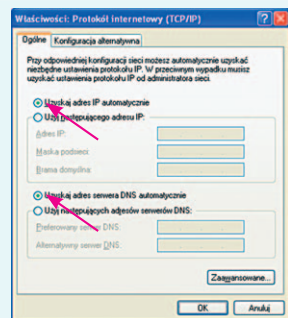 Właściwości: Protokół internetowy (TCP/IP)
Ogólne Konfiguracja alternatywna
Przy odpowiedniej konfiguracji sieci możesz automatycznie uzyskać
niezbędne ustawienia protokołu IP. W przeciwnym wypadku musisz
uzyskać ustawienia protokołu IP od administratora sieci.
Uzyskaj adres IP automatycznie
Użyj następującego adresu IP:
Adres IP:
Maska podsieci:
Brama domyślna:
Uzyskaj adres serwera DNS automatycznie
Użyj następujących adresów serwerów DNS:
Preferowany serwer DNS:
Alternatywny serwer DNS:
Zaawansowane...
OK Anuluj